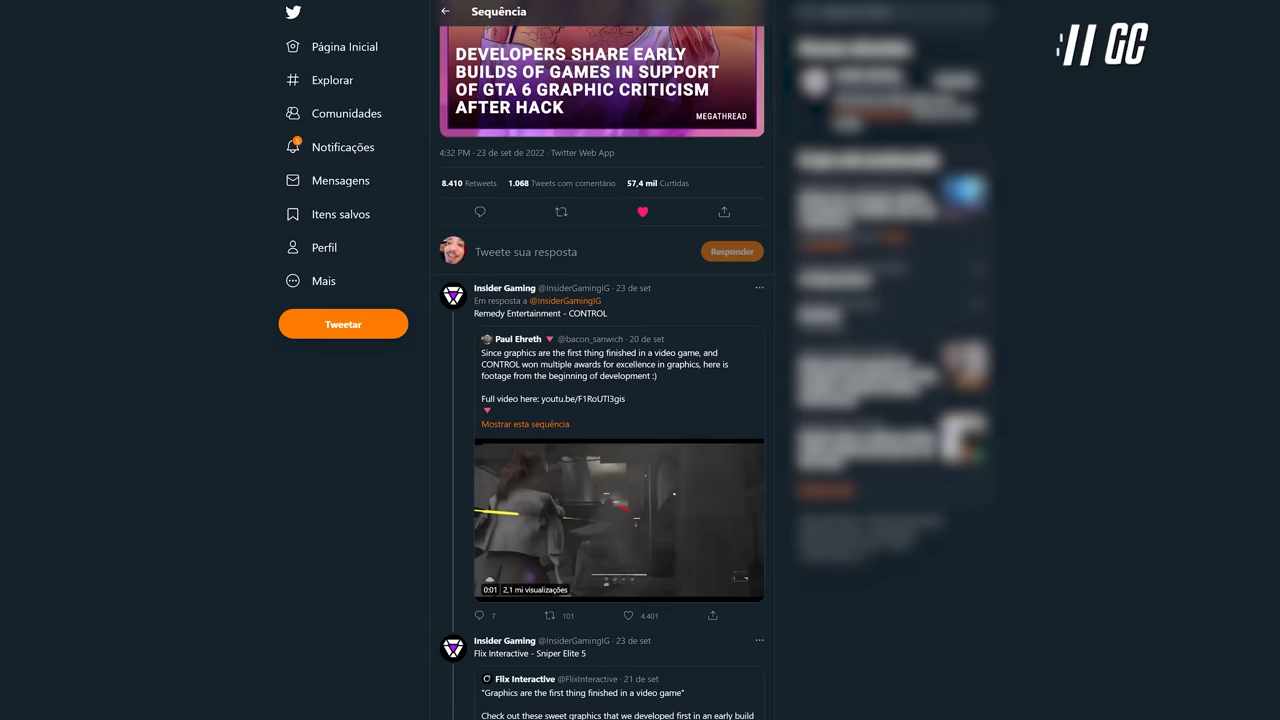 Sequência
Página Inicial
Explorar
Comunidades
Notificações
Mensagens
Itens salvos
Perfil
Mais
Tweetar
DEVELOPERS SHARE EARLY
BUILDS OF GAMES IN SUPPORT
OF GTA 6 GRAPHIC CRITICISM
AFTER HACK
MEGATHREAD
4:32 PM · 23 de set de 2022 · Twitter Web App
8.410 Retweets 1.068 Tweets com comentário 57,4 mil Curtidas
Tweete sua resposta
Responder
Insider Gaming @InsiderGamingIG · 23 de set
Em resposta a @InsiderGamingIG
Remedy Entertainment - CONTROL
Paul Ehreth @bacon_sanwich · 20 de set
Since graphics are the first thing finished in a video game, and
CONTROL won multiple awards for excellence in graphics, here is
footage from the beginning of development :)
Full video here: youtu.be/F1RoUTl3gis
Mostrar esta sequência
0:01 2,1 mi visualizações
7 101 4.401
Insider Gaming @InsiderGamingIG · 23 de set
Flix Interactive - Sniper Elite 5
Flix Interactive @FlixInteractive · 21 de set
"Graphics are the first thing finished in a video game"
Check out these sweet graphics that we developed first in an early build
GC